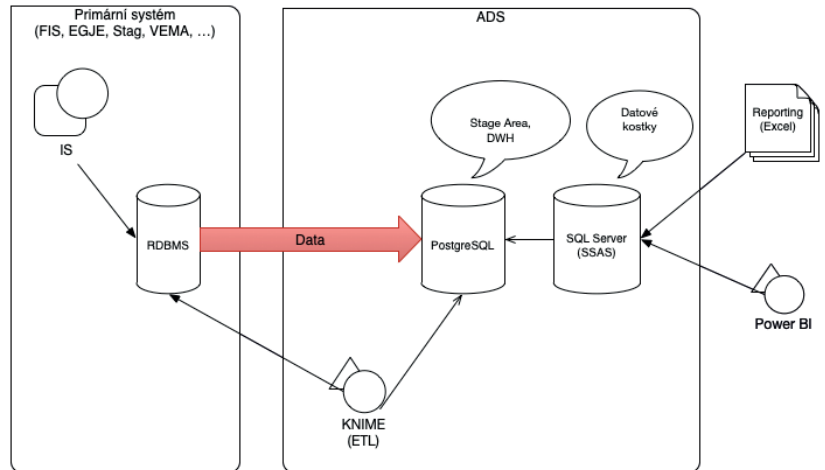 Primární systém
(FIS, EGJE, Stag, VEMA, …)
ADS
IS
Stage Area,
DWH
Datové
kostky
Reporting
(Excel)
RDBMS
Data
PostgreSQL
SQL Server
(SSAS)
Power BI
KNIME
(ETL)